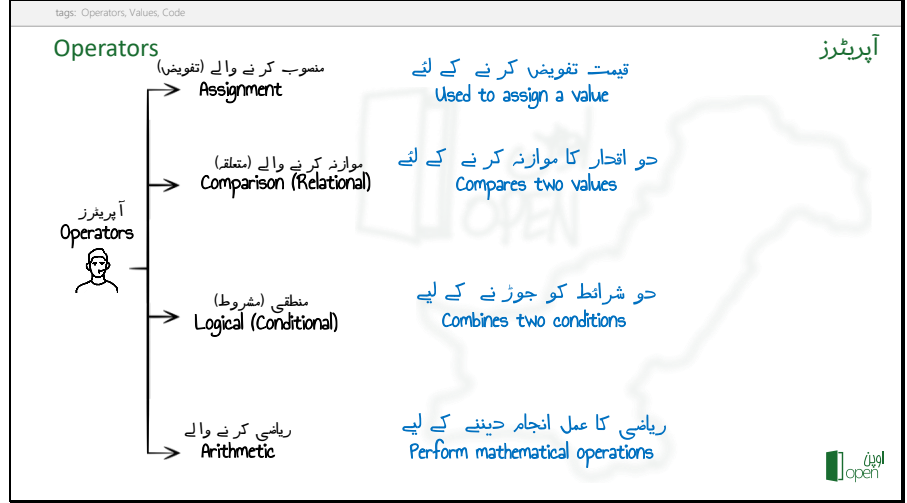 tags: Operators, Values, Code
Operators
آپریٹرز
منصوب کرنے والے (تفویض)
Assignment
قیمت تفویض کرنے کے لئے
Used to assign a value
موازنہ کرنے والے (متعلقہ)
Comparison (Relational)
دو اقدار کا موازنہ کرنے کے لئے
Compares two values
آپریٹرز
Operators
منطقی (مشروط)
Logical (Conditional)
دو شرائط کو جوڑنے کے لیے
Combines two conditions
ریاضی کرنے والے
Arithmetic
ریاضی کا عمل انجام دیننے کے لیے
Perform mathematical operations
OPEN
اوپن
open